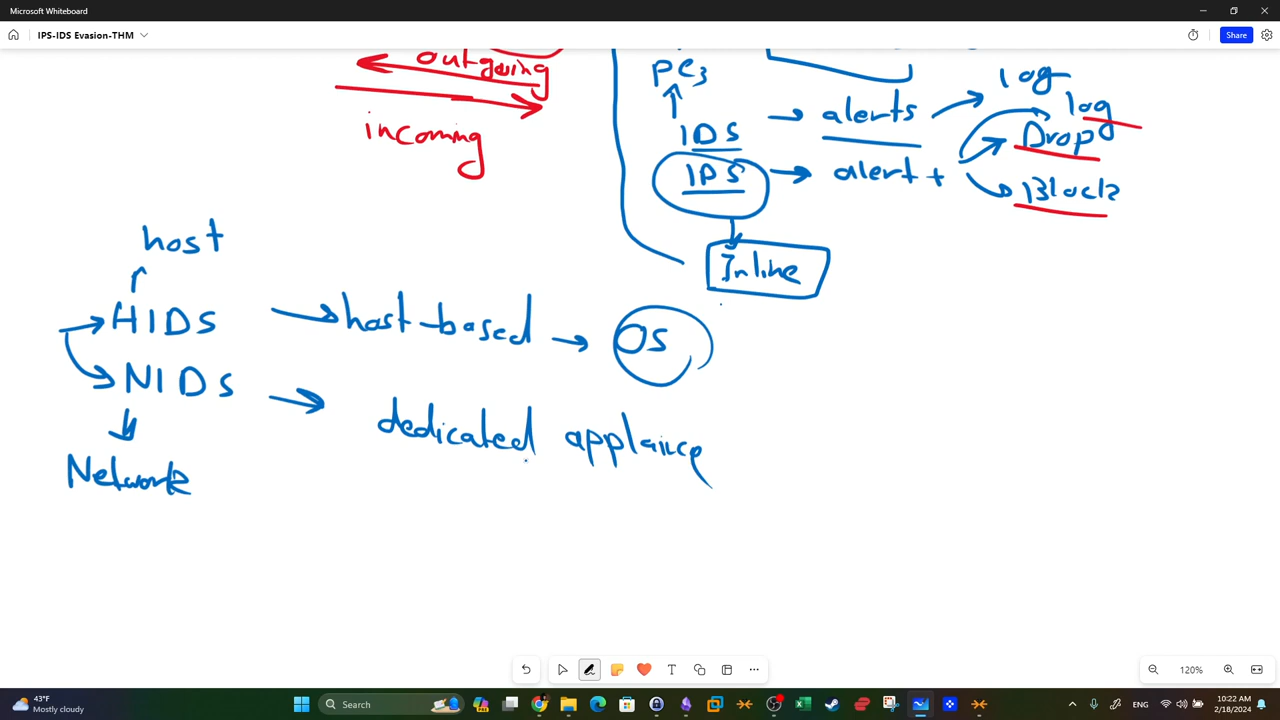 Microsoft Whiteboard
IPS-IDS Evasion-THM
Share
outgoing
incoming
PC3
IDS
alerts
log
IPS
alert +
log
Drop
Block
Inline
host
HIDS
host-based
OS
NIDS
dedicated applaince
Network
120%
43°F
Mostly cloudy
Search
ENG
10:22 AM
2/18/2024